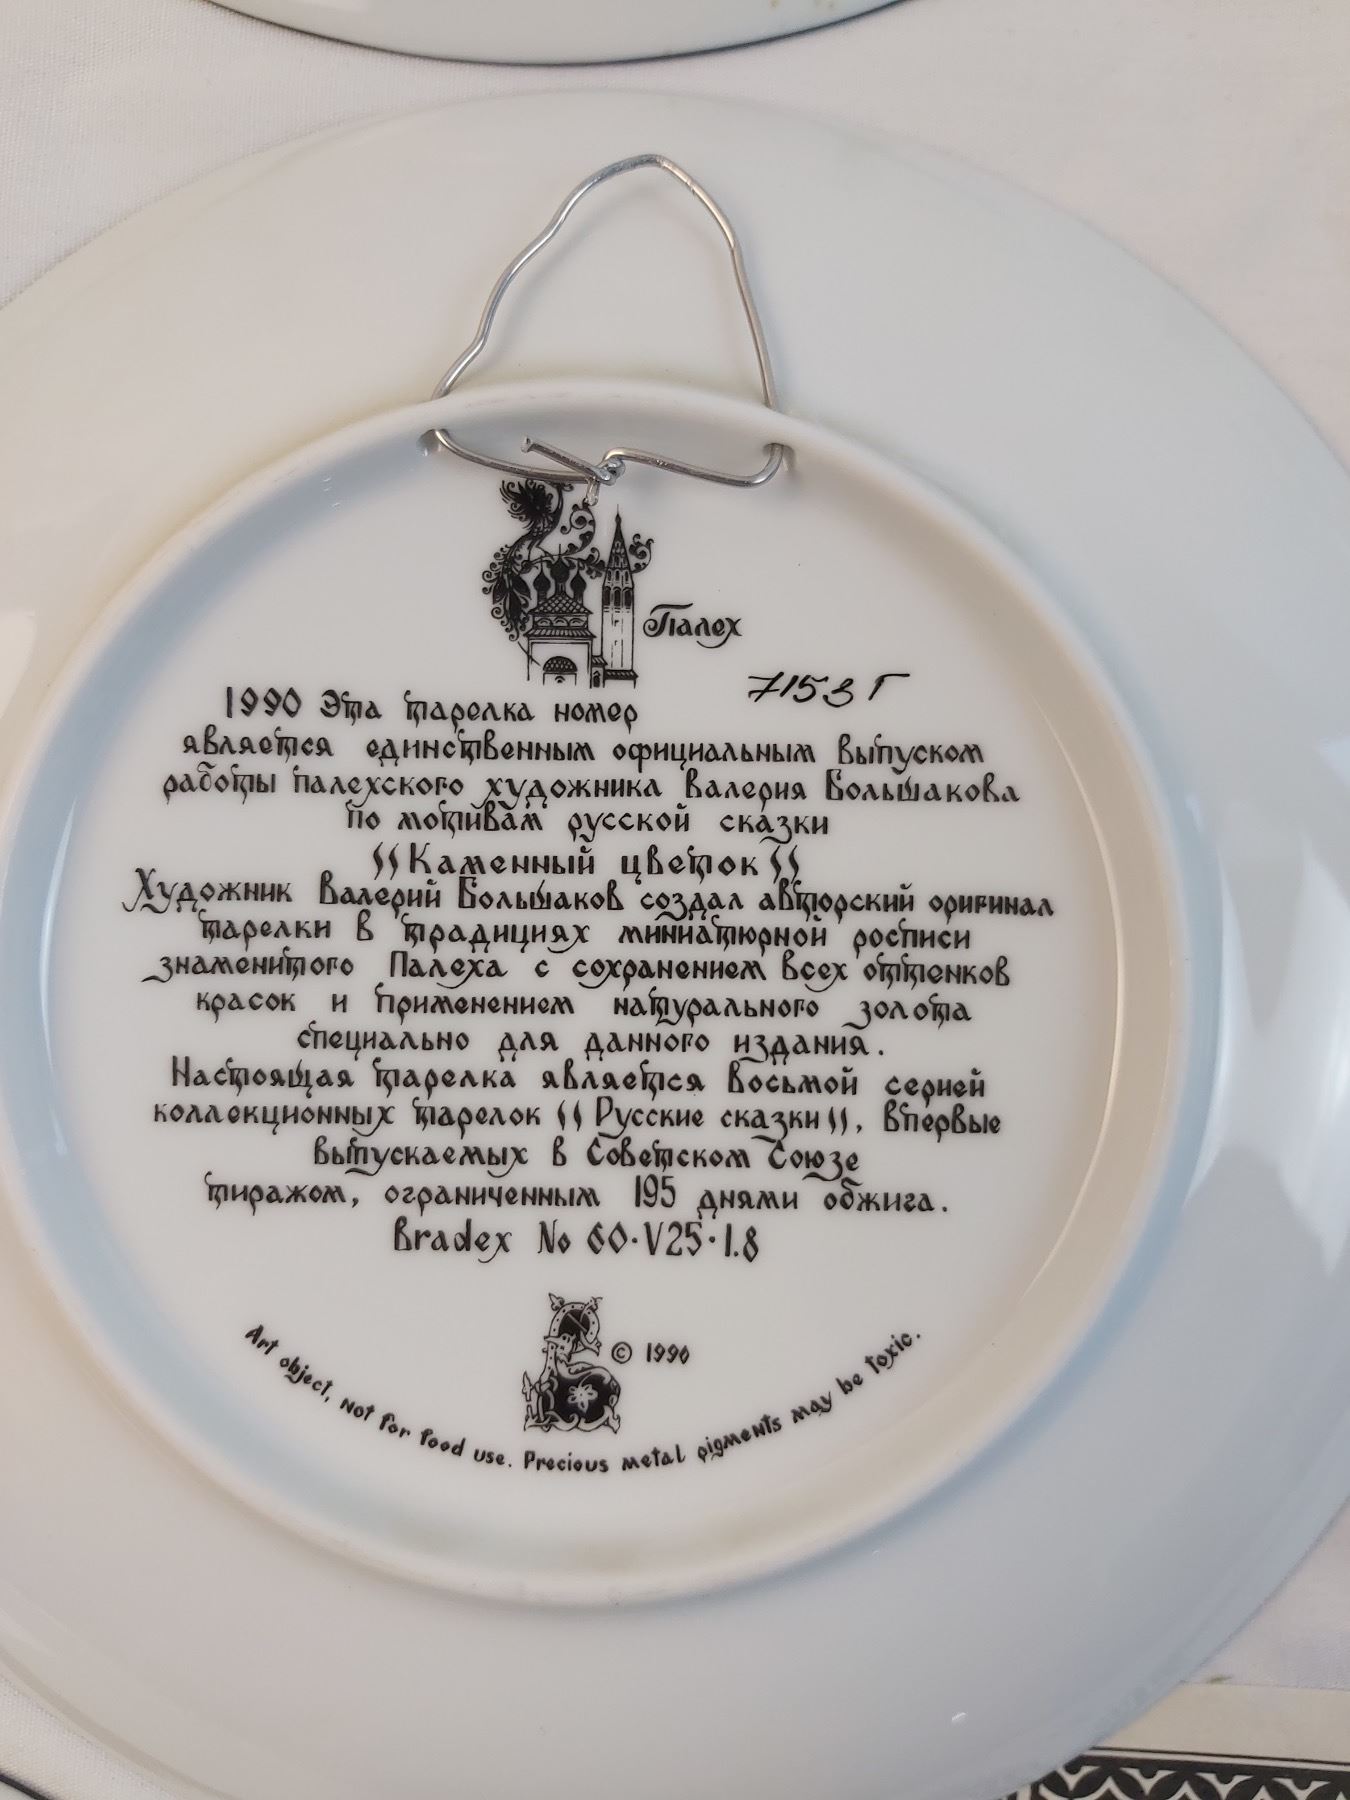 Палех
7153 Г
1990 Эта тарелка номер
является единственным официальным выпуском
работы палехского художника Валерия Большакова
по мотивам русской сказки
"Каменный цветок"
Художник Валерий Большаков создал авторский оригинал
тарелки в традициях миниатюрной росписи
знаменитого Палеха с сохранением всех оттенков
красок и применением натурального золота
специально для данного издания.
Настоящая тарелка является восьмой серией
коллекционных тарелок "Русские сказки", впервые
выпускаемых в Советском Союзе
тиражом, ограниченным 195 днями обжига.
Bradex No 60·V25·1.8
© 1990
Art object, not for food use. Precious metal pigments may be toxic.